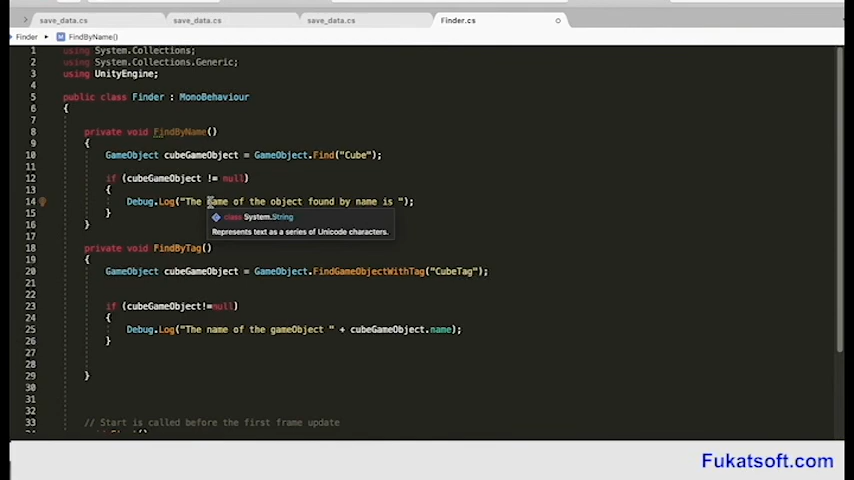 save_data.cs save_data.cs save_data.cs Finder.cs
Finder FindByName()
1 using System.Collections;
2 using System.Collections.Generic;
3 using UnityEngine;
4
5 public class Finder : MonoBehaviour
6 {
7
8 private void FindByName()
9 {
10 GameObject cubeGameObject = GameObject.Find("Cube");
11
12 if (cubeGameObject != null)
13 {
14 Debug.Log("The name of the object found by name is ");
15 }
class System.String
16 }
Represents text as a series of Unicode characters.
17
18 private void FindByTag()
19 {
20 GameObject cubeGameObject = GameObject.FindGameObjectWithTag("CubeTag");
21
22
23 if (cubeGameObject!=null)
24 {
25 Debug.Log("The name of the gameObject " + cubeGameObject.name);
26 }
27
28
29 }
30
31
32
33 // Start is called before the first frame update
Fukatsoft.com